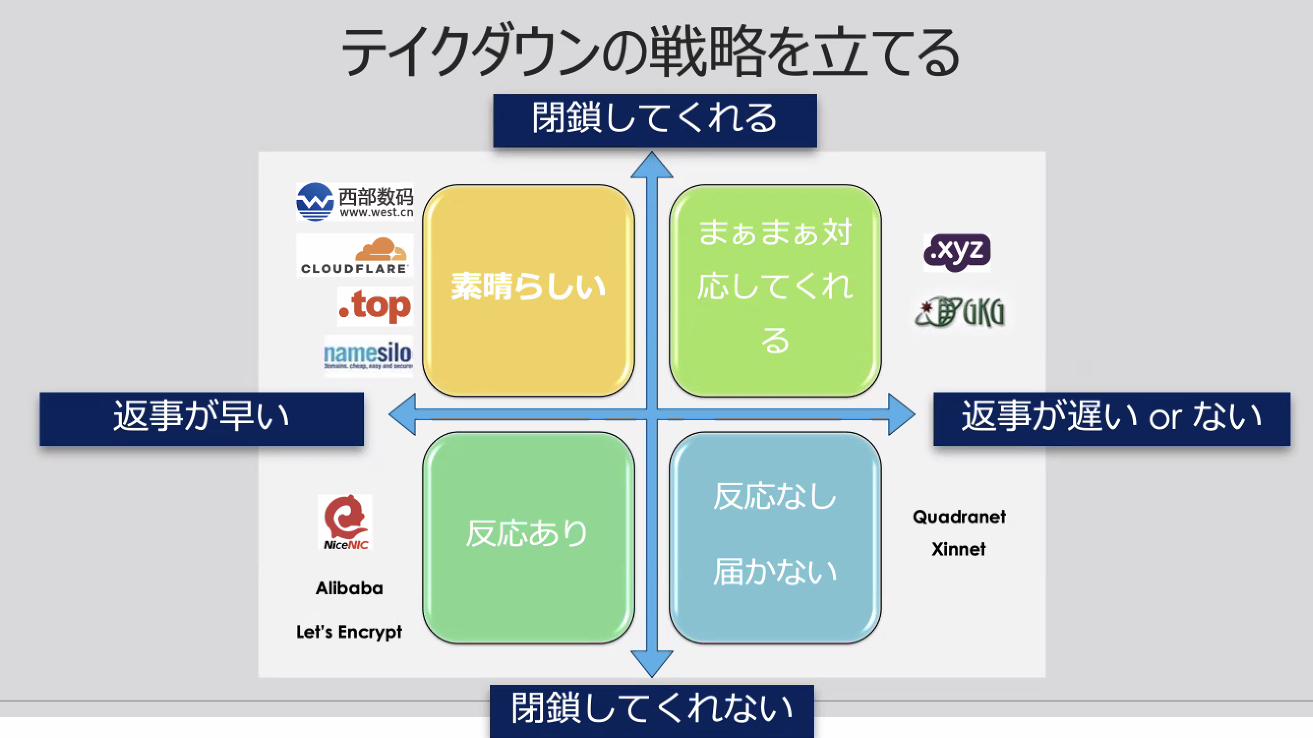 テイクダウンの戦略を立てる
閉鎖してくれる
西部数码
www.west.cn
CLOUDFLARE
.top
namesilo
Domains. cheap, easy and secure
素晴らしい
まぁまぁ対
応してくれ
る
.xyz
GKG
返事が早い
返事が遅い or ない
NiceNIC
Alibaba
Let's Encrypt
反応あり
反応なし
届かない
Quadranet
Xinnet
閉鎖してくれない